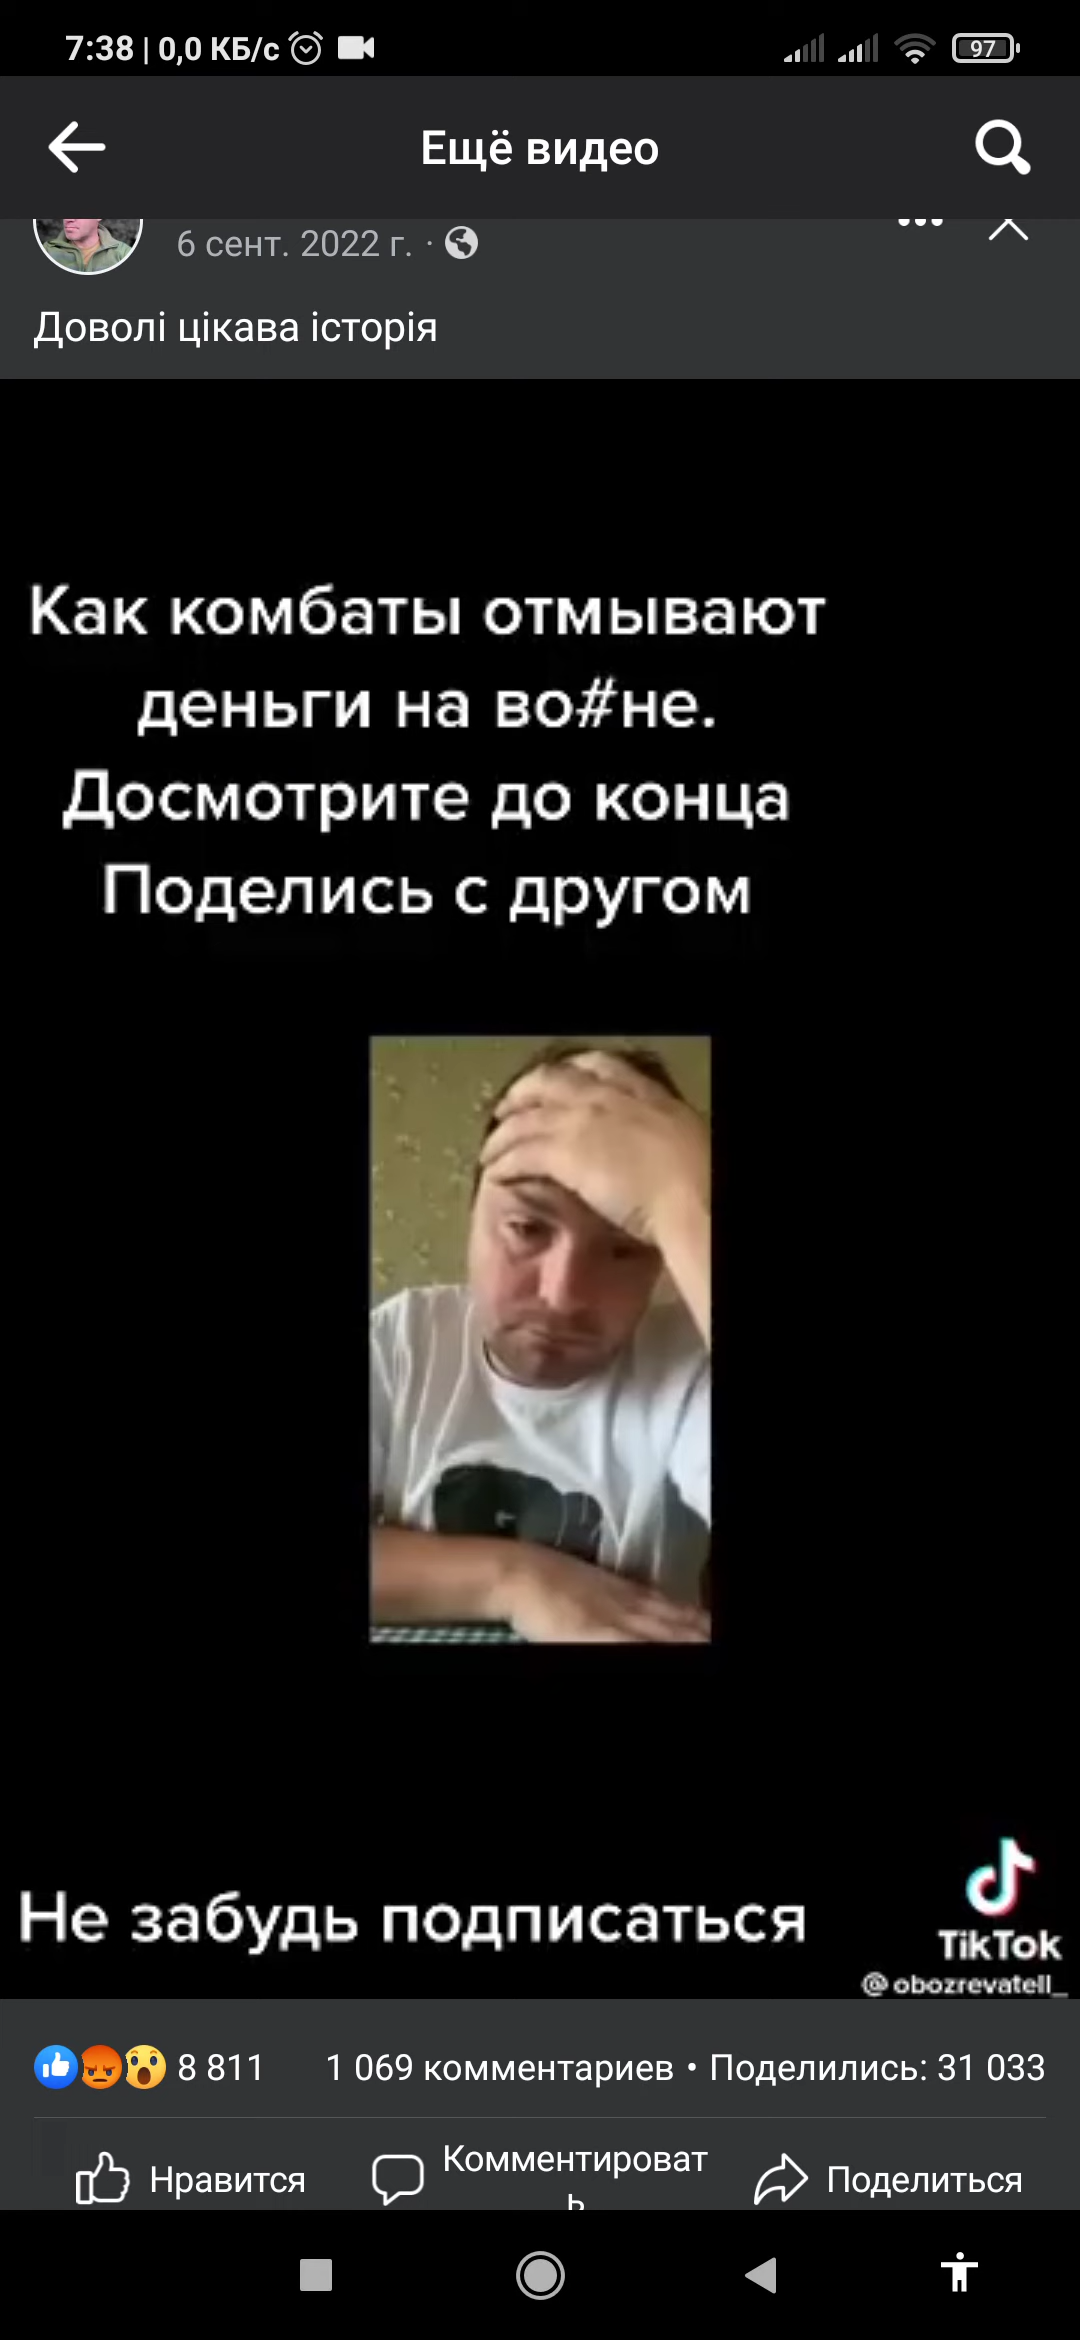 7:38 | 0,0 КБ/с
97
Ещё видео
6 сент. 2022 г. ·
Доволі цікава історія
Как комбаты отмывают
деньги на во#не.
Досмотрите до конца
Поделись с другом
Не забудь подписаться
TikTok
@obozrevatell_
8 811 1 069 комментариев • Поделились: 31 033
Нравится
Комментироват
ь
Поделиться